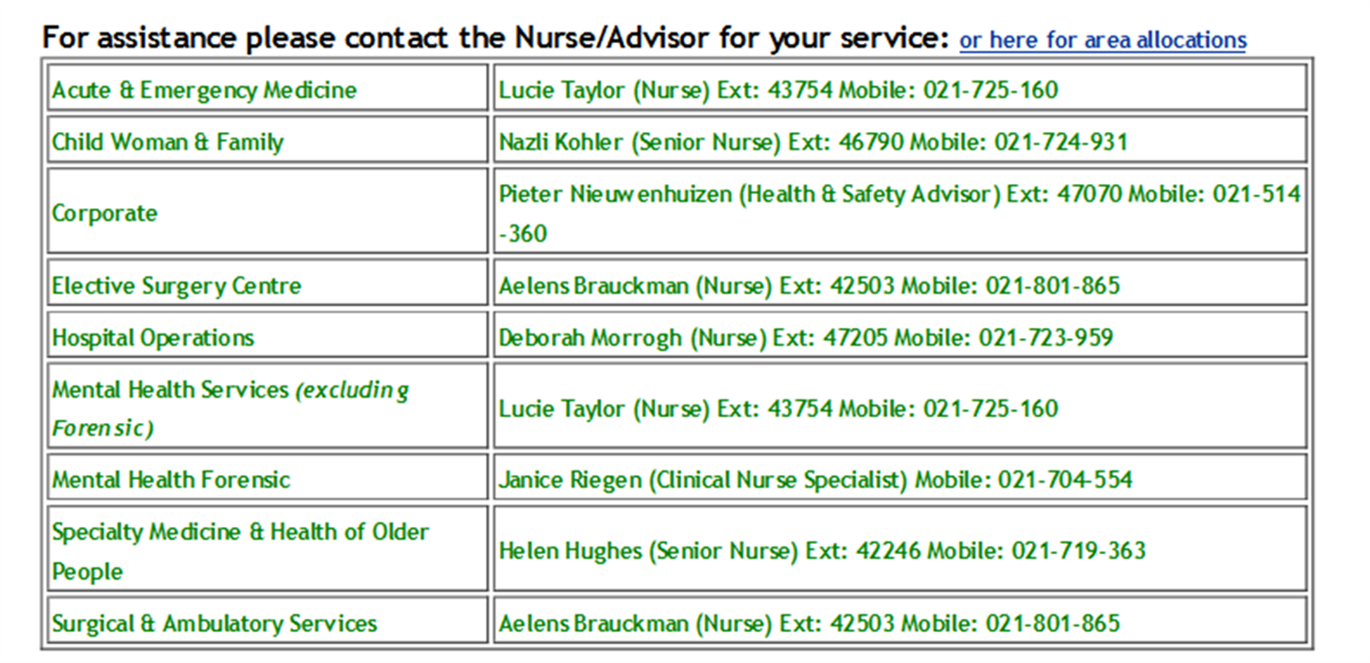 For assistance please contact the Nurse/Advisor for your service: or here for area allocations
Acute & Emergency Medicine Lucie Taylor (Nurse) Ext: 43754 Mobile: 021-725-160
Child Woman & Family Nazli Kohler (Senior Nurse) Ext: 46790 Mobile: 021-724-931
Corporate Pieter Nieuwenhuizen (Health & Safety Advisor) Ext: 47070 Mobile: 021-514
-360
Elective Surgery Centre Aelens Brauckman (Nurse) Ext: 42503 Mobile: 021-801-865
Hospital Operations Deborah Morrogh (Nurse) Ext: 47205 Mobile: 021-723-959
Mental Health Services (excluding
Forensic) Lucie Taylor (Nurse) Ext: 43754 Mobile: 021-725-160
Mental Health Forensic Janice Riegen (Clinical Nurse Specialist) Mobile: 021-704-554
Specialty Medicine & Health of Older
People Helen Hughes (Senior Nurse) Ext: 42246 Mobile: 021-719-363
Surgical & Ambulatory Services Aelens Brauckman (Nurse) Ext: 42503 Mobile: 021-801-865